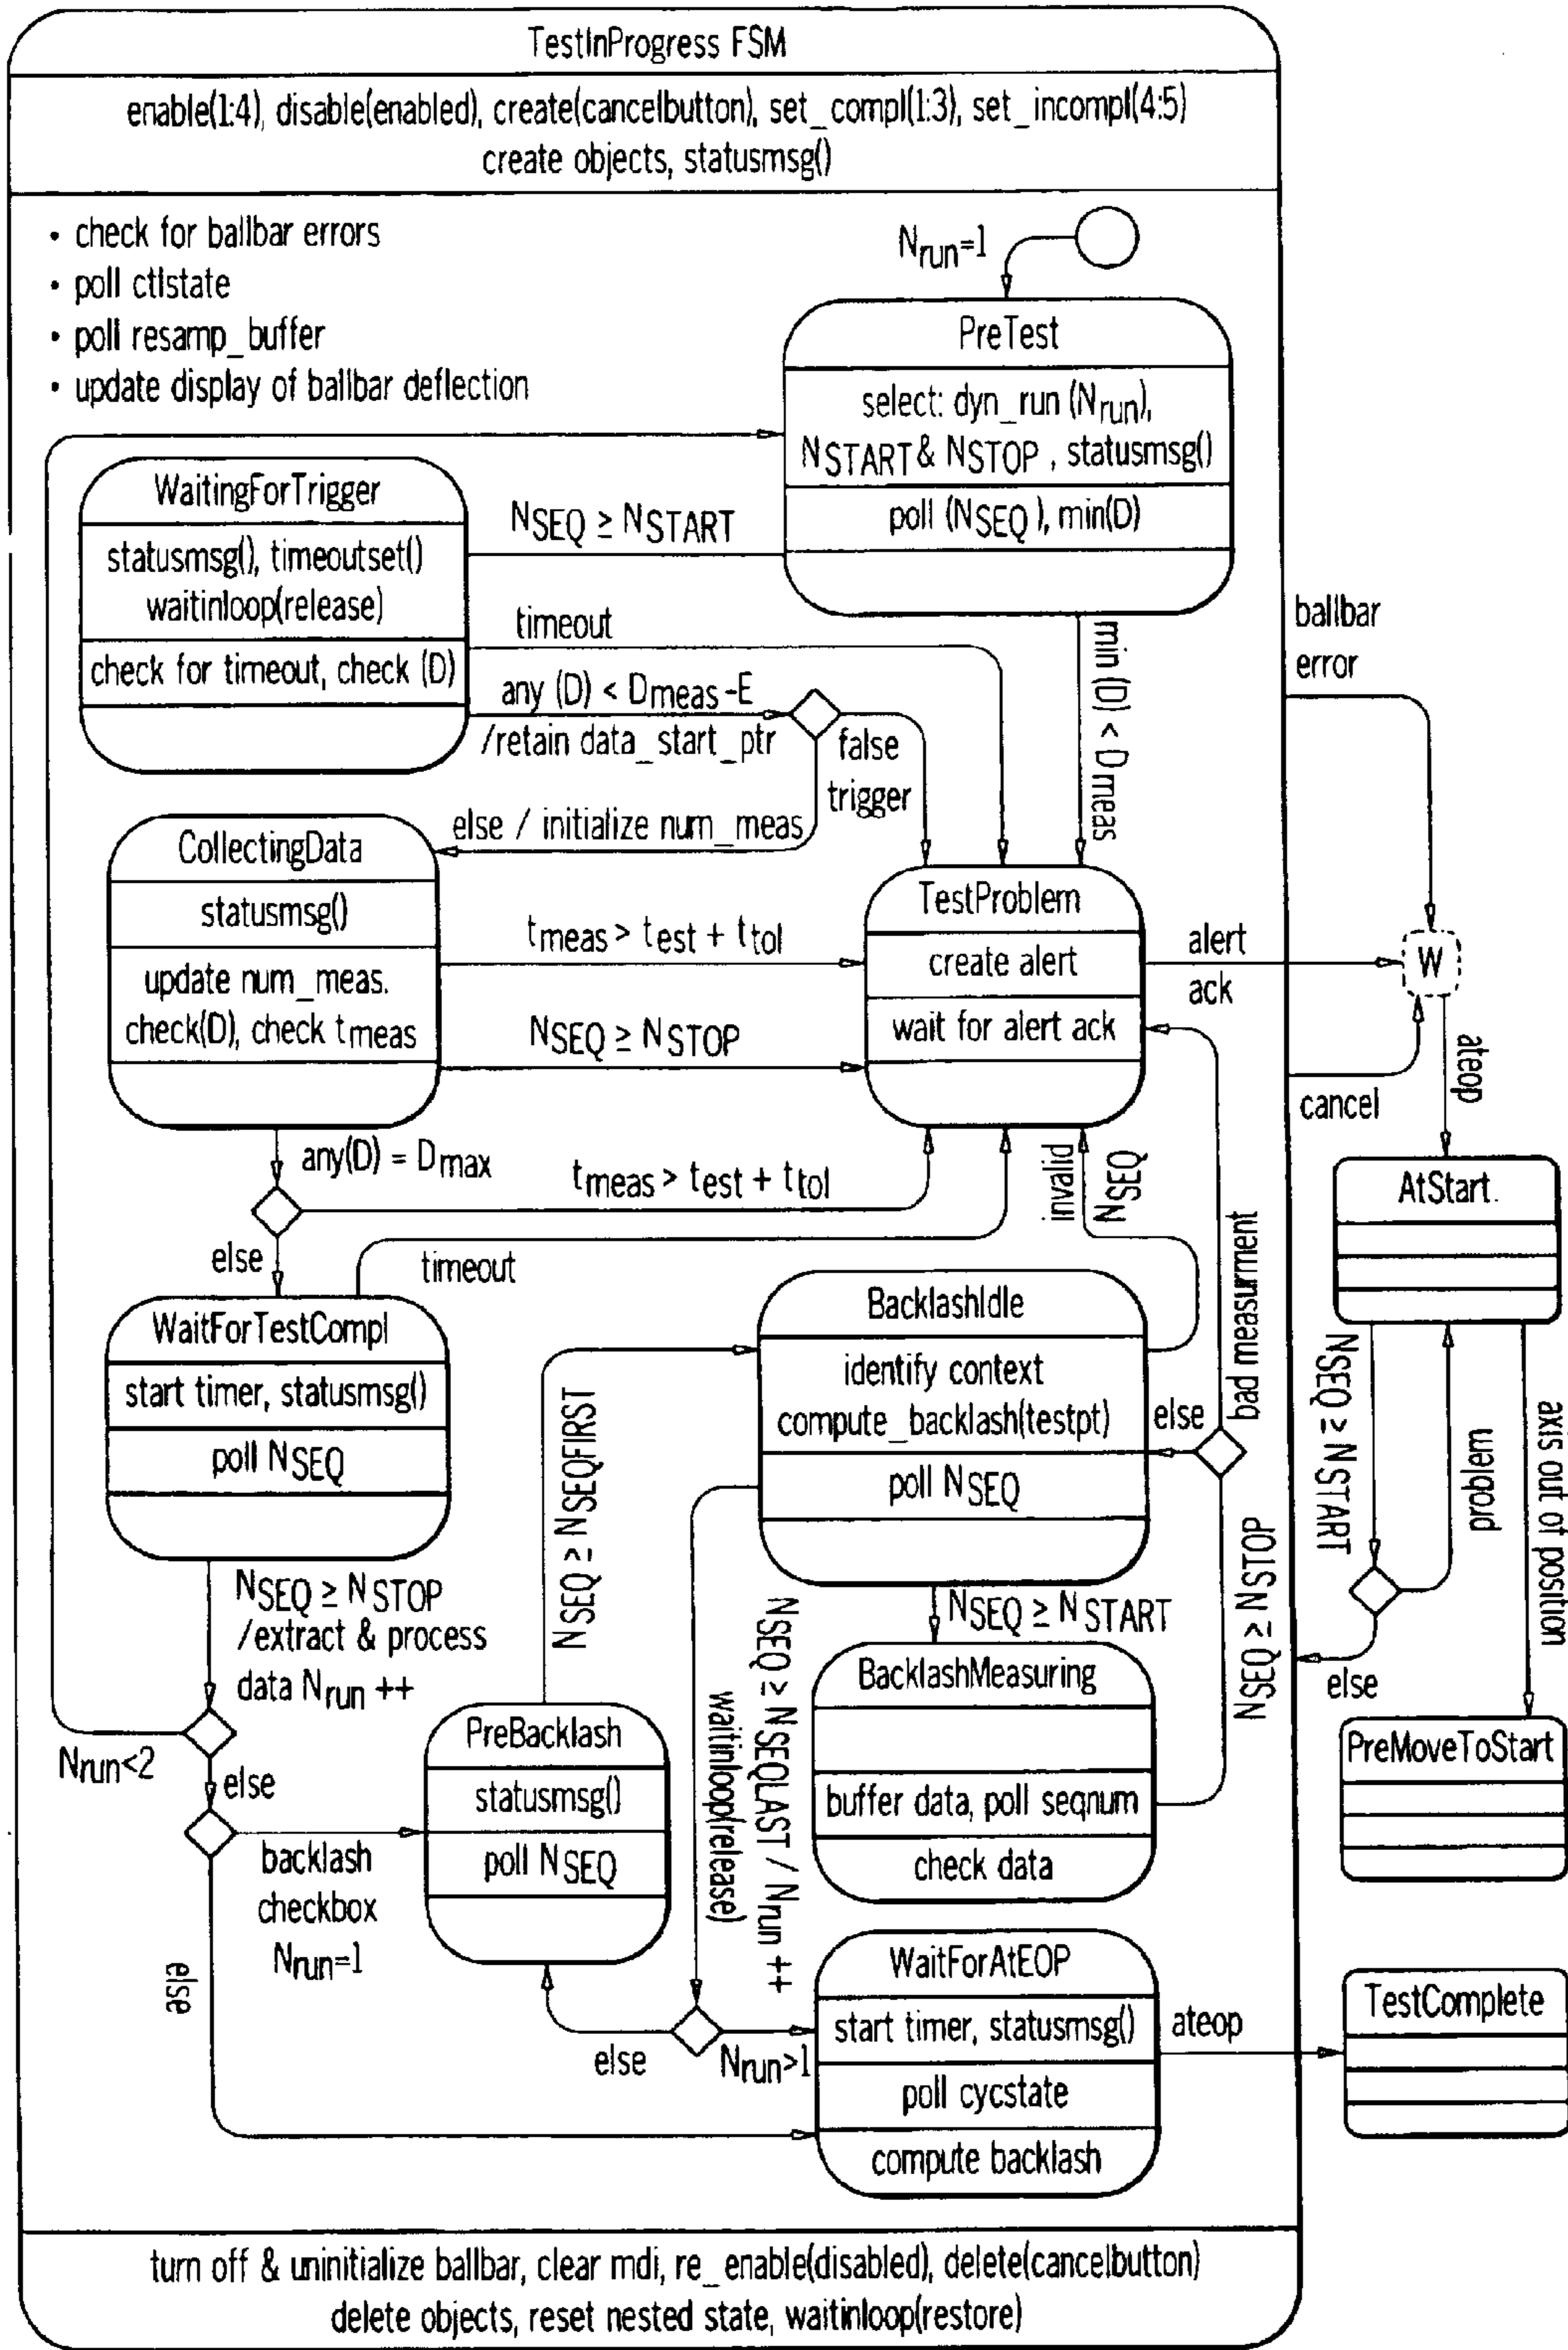 TestInProgress FSM
enable(1:4), disable(enabled), create(cancelbutton), set_compl(1:3), set_incompl(4:5)
create objects, statusmsg()
• check for ballbar errors
• poll ctlstate
• poll resamp_buffer
• update display of ballbar deflection
Nrun=1
PreTest
select: dyn_run (Nrun),
NSTART & NSTOP , statusmsg()
poll (NSEQ ), min(D)
WaitingForTrigger
statusmsg(), timeoutset()
waitinloop(release)
check for timeout, check (D)
NSEQ ≥ NSTART
timeout
any (D) < Dmeas -E
/retain data_start_ptr
false
trigger
min (D) < Dmeas
ballbar
error
else / initialize num_meas
CollectingData
statusmsg()
update num_meas.
check(D), check tmeas
tmeas > test + ttol
NSEQ ≥ NSTOP
TestProblem
create alert
wait for alert ack
alert
ack
W
cancel
ateop
any(D) = Dmax
tmeas > test + ttol
else
timeout
invalid
NSEQ
bad measurment
AtStart.
WaitForTestCompl
start timer, statusmsg()
poll NSEQ
BacklashIdle
identify context
compute_backlash(testpt)
poll NSEQ
else
NSEQ ≥ NSEQFIRST
NSEQ ≥ NSTART
problem
axis out of position
NSEQ ≥ NSTOP
/extract & process
data Nrun ++
NSEQ ≥ NSTART
NSEQ ≥ NSTOP
else
NSEQ ≥ NSEQLAST / Nrun ++
waitinloop(release)
BacklashMeasuring
buffer data, poll seqnum
check data
PreMoveToStart
Nrun<2
else
PreBacklash
statusmsg()
poll NSEQ
backlash
checkbox
Nrun=1
else
else
Nrun>1
WaitForAtEOP
start timer, statusmsg()
poll cycstate
compute backlash
ateop
TestComplete
turn off & uninitialize ballbar, clear mdi, re_enable(disabled), delete(cancelbutton)
delete objects, reset nested state, waitinloop(restore)